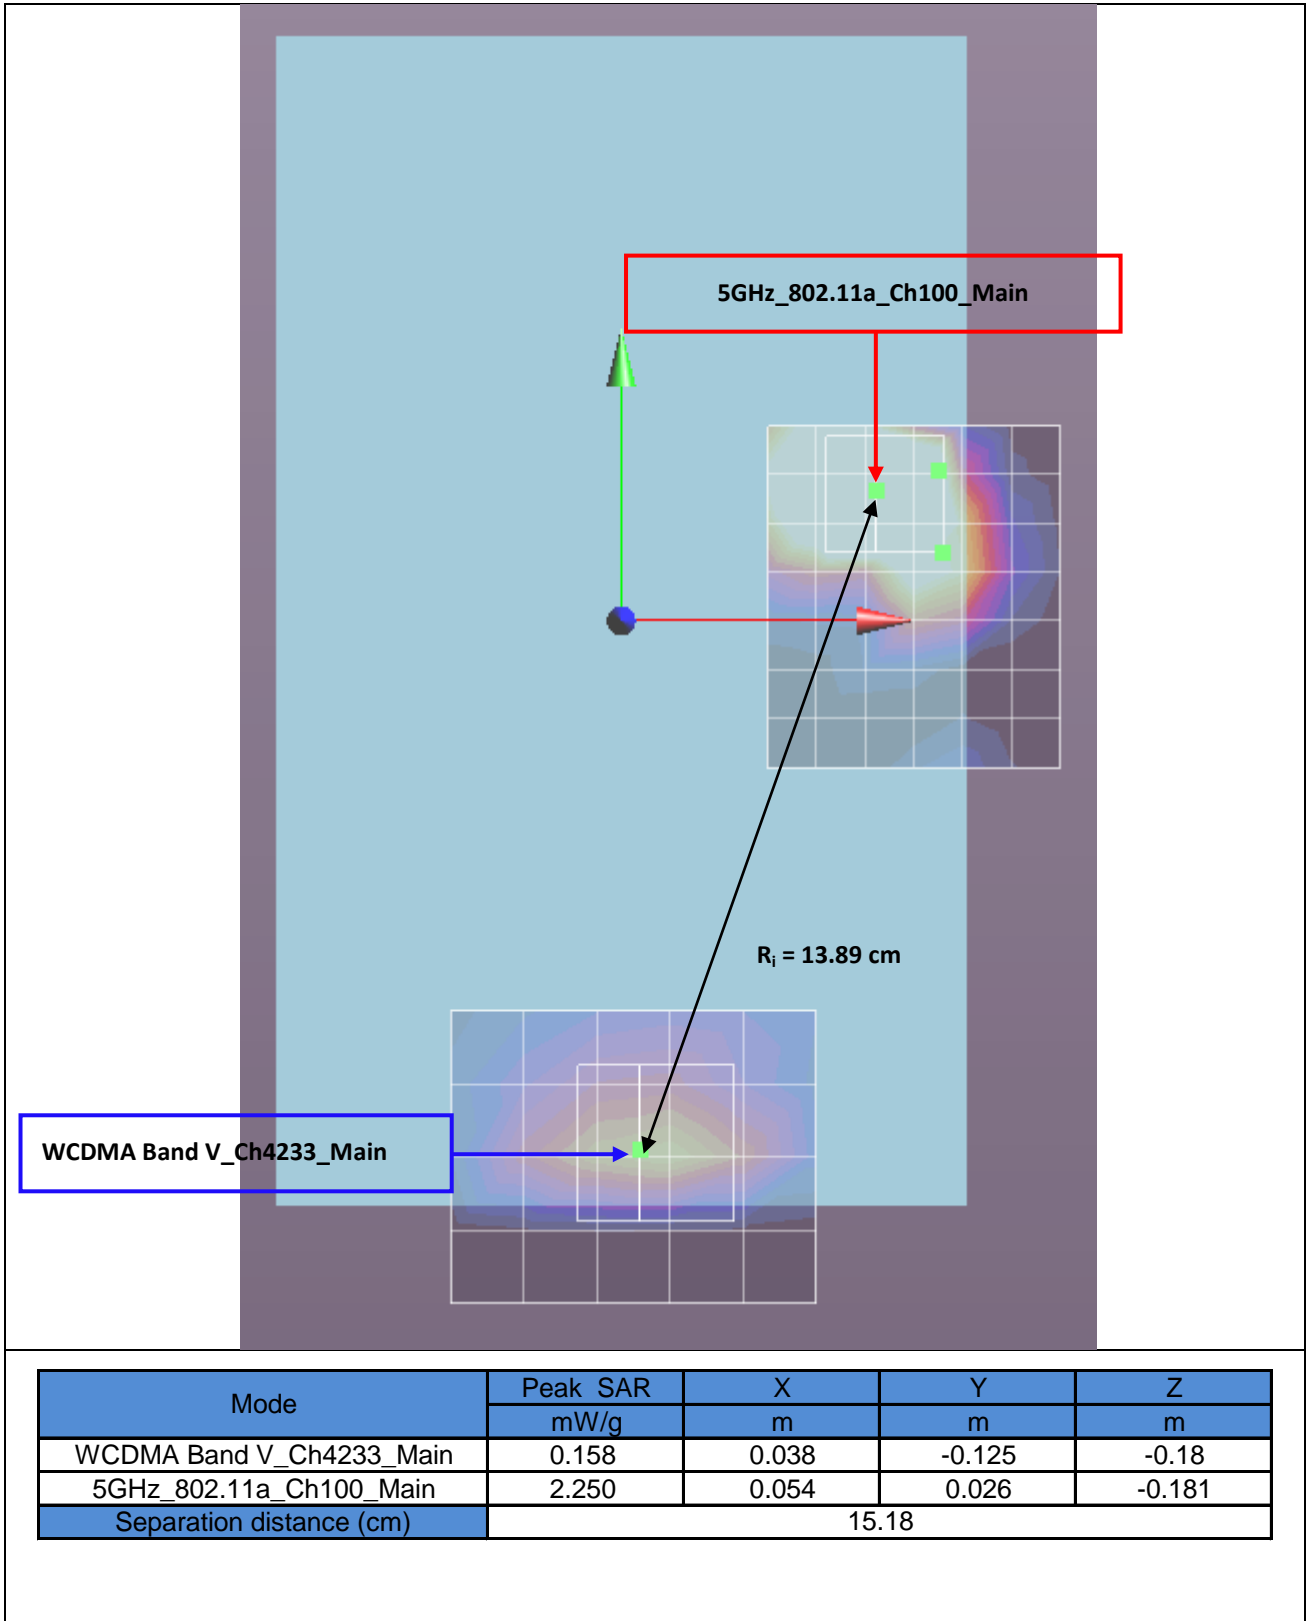 5GHz_802.11a_Ch100_Main
Rᵢ = 13.89 cm
WCDMA Band V_Ch4233_Main
Mode Peak SAR X Y Z
mW/g m m m
WCDMA Band V_Ch4233_Main 0.158 0.038 -0.125 -0.18
5GHz_802.11a_Ch100_Main 2.250 0.054 0.026 -0.181
Separation distance (cm) 15.18